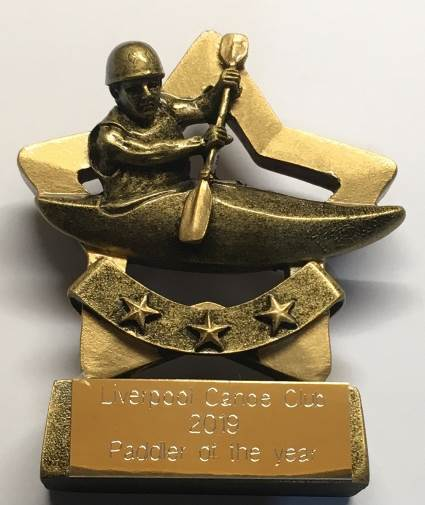 Liverpool Canoe Club
2019
Paddler of the year